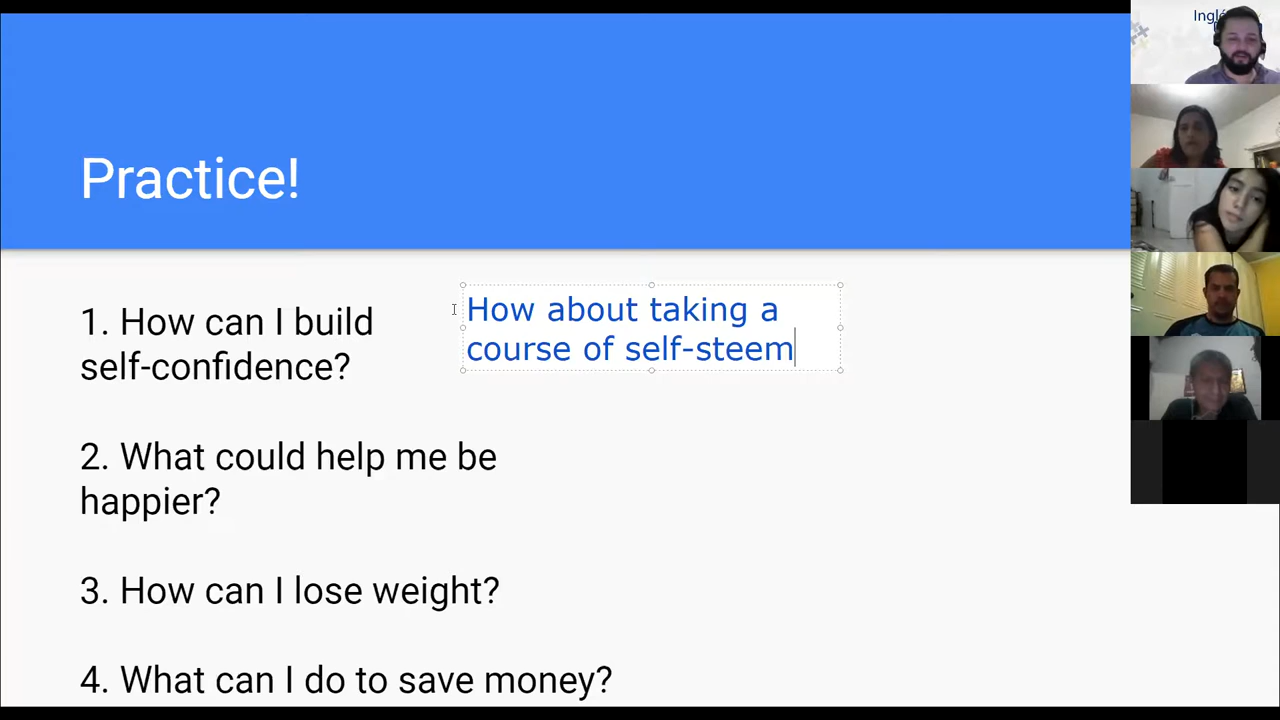 Practice!
1. How can I build
self-confidence?
How about taking a
course of self-steem
2. What could help me be
happier?
3. How can I lose weight?
4. What can I do to save money?
Inglé